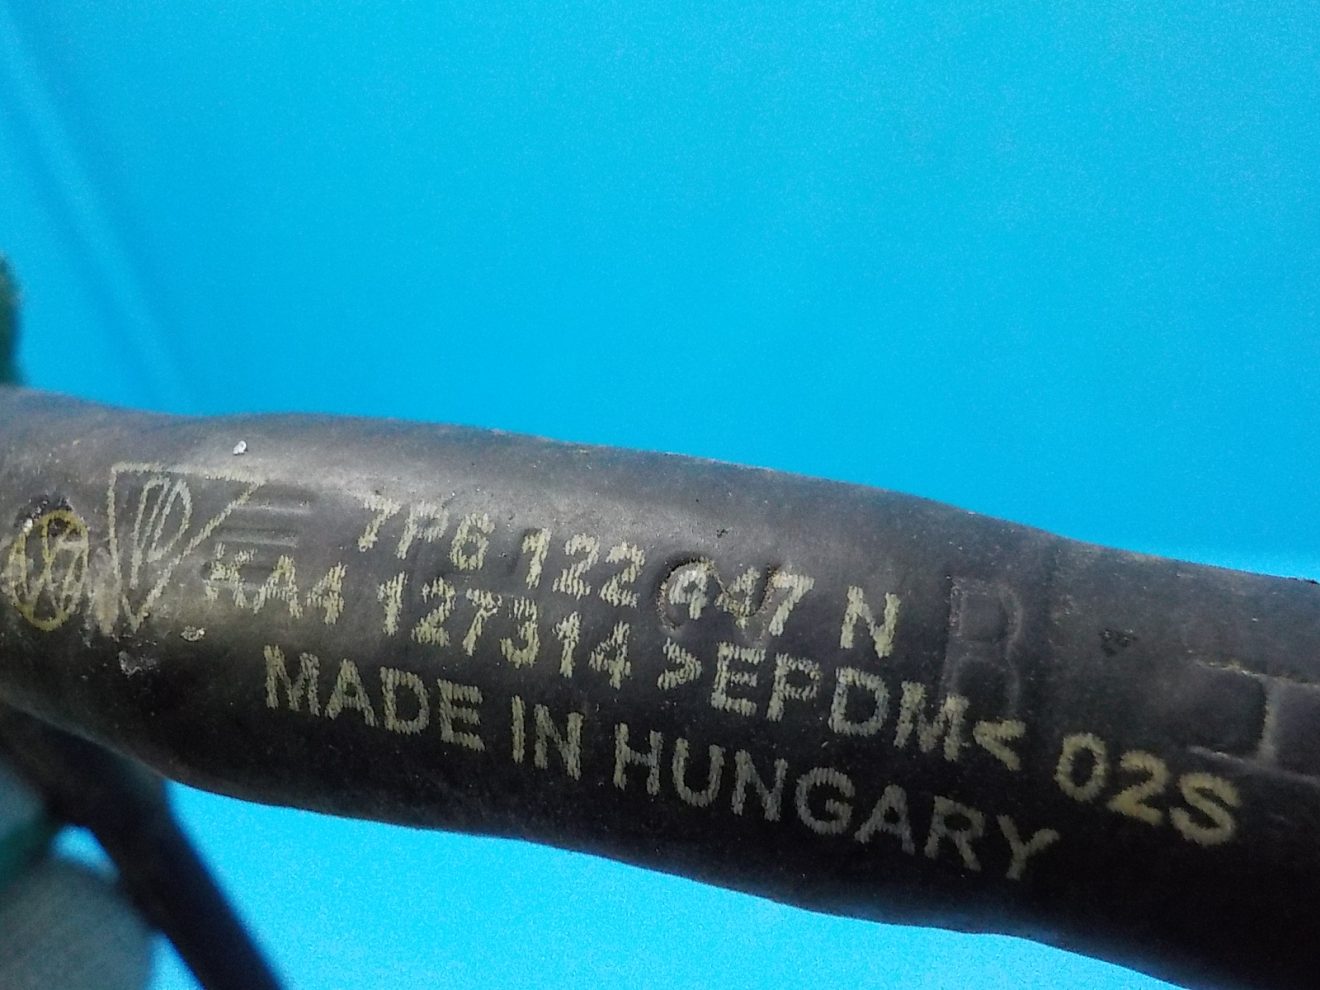 7P6 122 447 N
KA4 127314 >EPDM< 02S
MADE IN HUNGARY